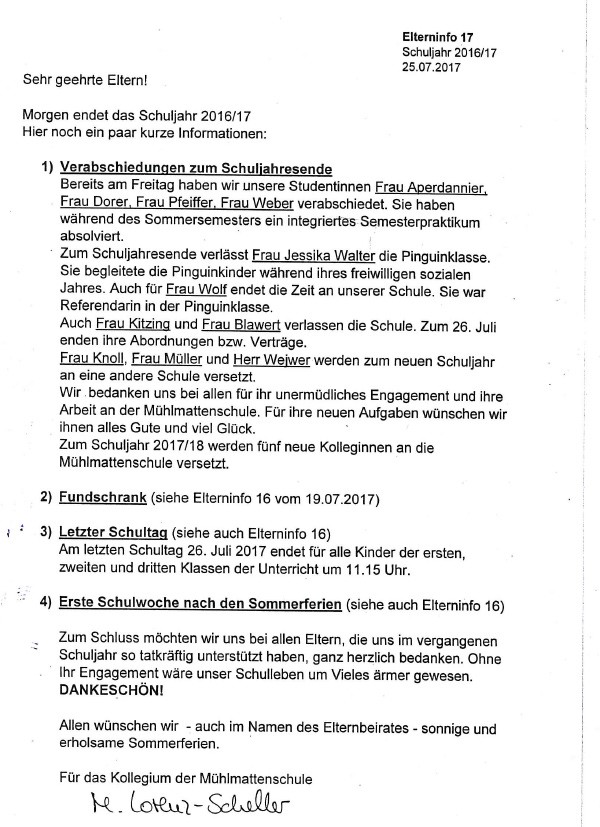 Elterninfo 17
Schuljahr 2016/17
25.07.2017
Sehr geehrte Eltern!
Morgen endet das Schuljahr 2016/17
Hier noch ein paar kurze Informationen:
1) Verabschiedungen zum Schuljahresende
Bereits am Freitag haben wir unsere Studentinnen Frau Aperdannier,
Frau Dorer, Frau Pfeiffer, Frau Weber verabschiedet. Sie haben
während des Sommersemesters ein integriertes Semesterpraktikum
absolviert.
Zum Schuljahresende verlässt Frau Jessika Walter die Pinguinklasse.
Sie begleitete die Pinguinkinder während ihres freiwilligen sozialen
Jahres. Auch für Frau Wolf endet die Zeit an unserer Schule. Sie war
Referendarin in der Pinguinklasse.
Auch Frau Kitzing und Frau Blawert verlassen die Schule. Zum 26. Juli
enden ihre Abordnungen bzw. Verträge.
Frau Knoll, Frau Müller und Herr Wejwer werden zum neuen Schuljahr
an eine andere Schule versetzt.
Wir bedanken uns bei allen für ihr unermüdliches Engagement und ihre
Arbeit an der Mühlmattenschule. Für ihre neuen Aufgaben wünschen wir
ihnen alles Gute und viel Glück.
Zum Schuljahr 2017/18 werden fünf neue Kolleginnen an die
Mühlmattenschule versetzt.
2) Fundschrank (siehe Elterninfo 16 vom 19.07.2017)
3) Letzter Schultag (siehe auch Elterninfo 16)
Am letzten Schultag 26. Juli 2017 endet für alle Kinder der ersten,
zweiten und dritten Klassen der Unterricht um 11.15 Uhr.
4) Erste Schulwoche nach den Sommerferien (siehe auch Elterninfo 16)
Zum Schluss möchten wir uns bei allen Eltern, die uns im vergangenen
Schuljahr so tatkräftig unterstützt haben, ganz herzlich bedanken. Ohne
Ihr Engagement wäre unser Schulleben um Vieles ärmer gewesen.
DANKESCHÖN!
Allen wünschen wir - auch im Namen des Elternbeirates - sonnige und
erholsame Sommerferien.
Für das Kollegium der Mühlmattenschule
M. Lorenz-Scheller